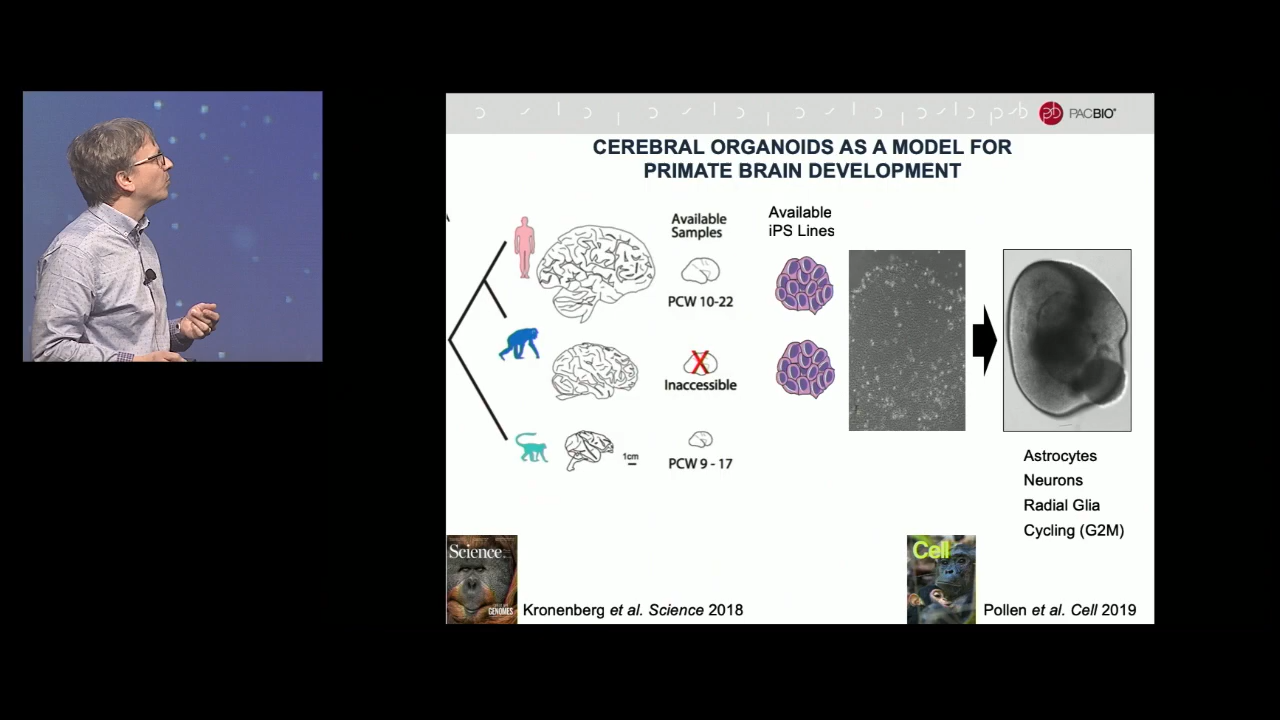 PACBIO®
CEREBRAL ORGANOIDS AS A MODEL FOR
PRIMATE BRAIN DEVELOPMENT
Available
Samples
Available
iPS Lines
PCW 10-22
X
Inaccessible
1cm
PCW 9 - 17
Astrocytes
Neurons
Radial Glia
Cycling (G2M)
Science
GENOMES
Kronenberg et al. Science 2018
Cell
Pollen et al. Cell 2019